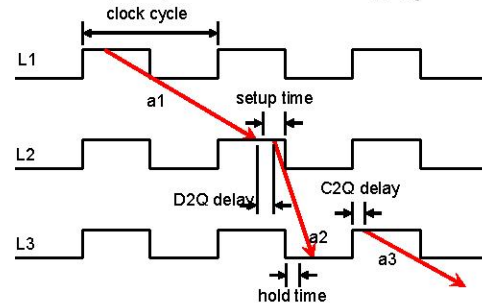 clock cycle
L1
a1
setup time
L2
D2Q delay
C2Q delay
L3
a2
a3
hold time